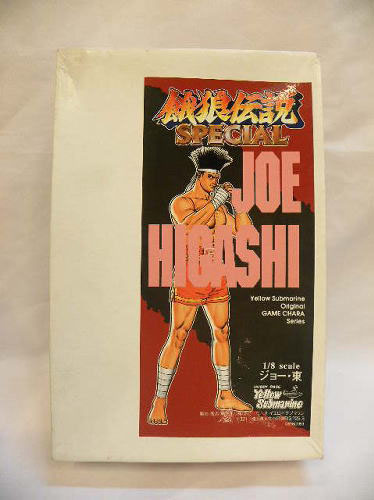 餓狼伝説
SPECIAL
JOE
HIGASHI
Yellow Submarine
Original
GAME CHARA
Series
1/8 scale
ジョー・東
Yellow
Submarine